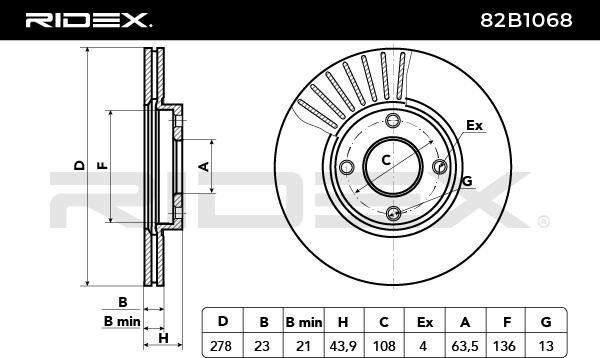 RIDEX. 82B1068
Ex
C
D F A
G
RIDEX®
B
B min
H
D B B min H C Ex A F G
278 23 21 43,9 108 4 63,5 136 13